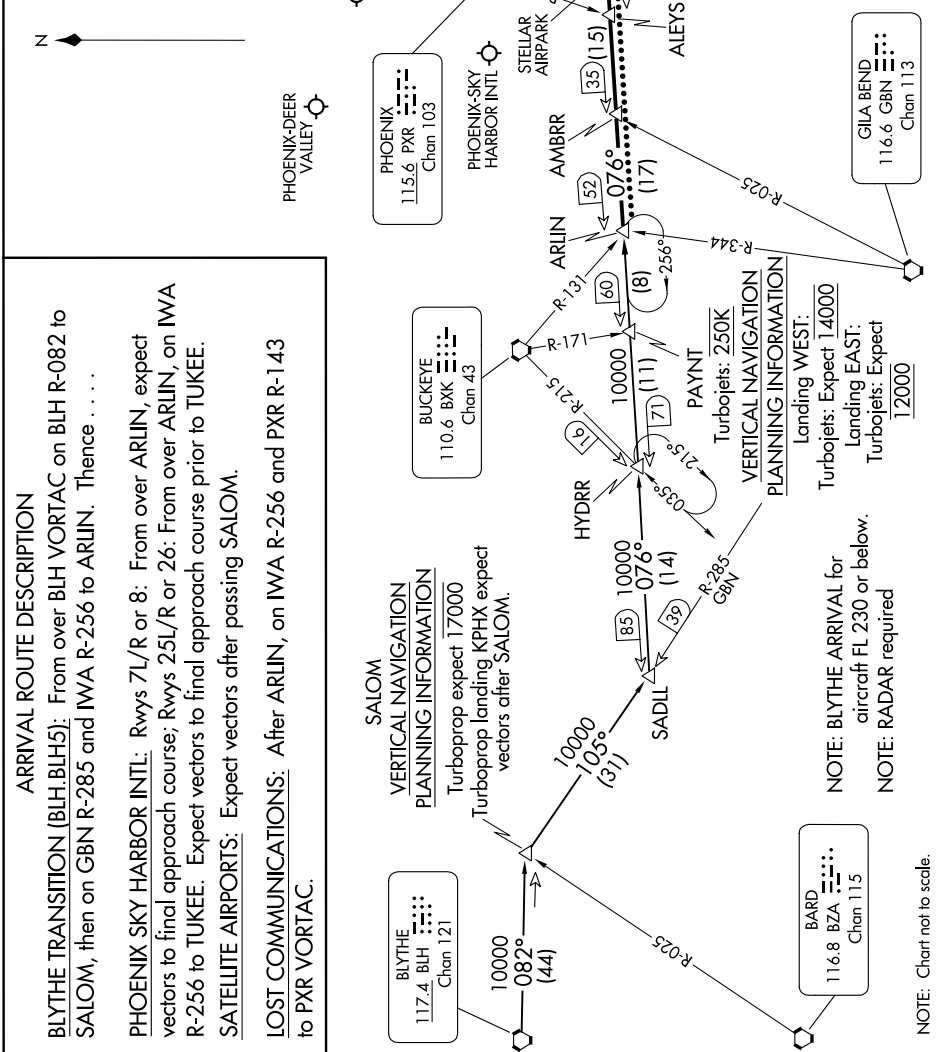 ARRIVAL ROUTE DESCRIPTION
BLYTHE TRANSITION (BLH.BLH5): From over BLH VORTAC on BLH R-082 to
SALOM, then on GBN R-285 and IWA R-256 to ARLIN. Thence . . . .
PHOENIX SKY HARBOR INTL: Rwys 7L/R or 8: From over ARLIN, expect
vectors to final approach course; Rwys 25L/R or 26: From over ARLIN, on IWA
R-256 to TUKEE. Expect vectors to final approach course prior to TUKEE.
SATELLITE AIRPORTS: Expect vectors after passing SALOM.
LOST COMMUNICATIONS: After ARLIN, on IWA R-256 and PXR R-143
to PXR VORTAC.
N
PHOENIX-DEER
VALLEY
PHOENIX
115.6 PXR
Chan 103
PHOENIX-SKY
HARBOR INTL
STELLAR
AIRPARK
ALEYS
(15)
35
AMBRR
076°
(17)
52
ARLIN
R-025
R-344
GILA BEND
116.6 GBN
Chan 113
BUCKEYE
110.6 BXK
Chan 43
R-131
R-171
R-215
256°
(8)
60
10000
(11)
71
16
PAYNT
Turbojets: 250K
VERTICAL NAVIGATION
PLANNING INFORMATION
Landing WEST:
Turbojets: Expect 14000
Landing EAST:
Turbojets: Expect
12000
HYDRR
215°
035°
10000
076°
(14)
85
39
R-285
GBN
SADLL
SALOM
VERTICAL NAVIGATION
PLANNING INFORMATION
Turboprop expect 17000
Turboprop landing KPHX expect
vectors after SALOM.
10000
105°
(31)
BLYTHE
117.4 BLH
Chan 121
10000
082°
(44)
R-025
BARD
116.8 BZA
Chan 115
NOTE: BLYTHE ARRIVAL for
aircraft FL 230 or below.
NOTE: RADAR required
NOTE: Chart not to scale.